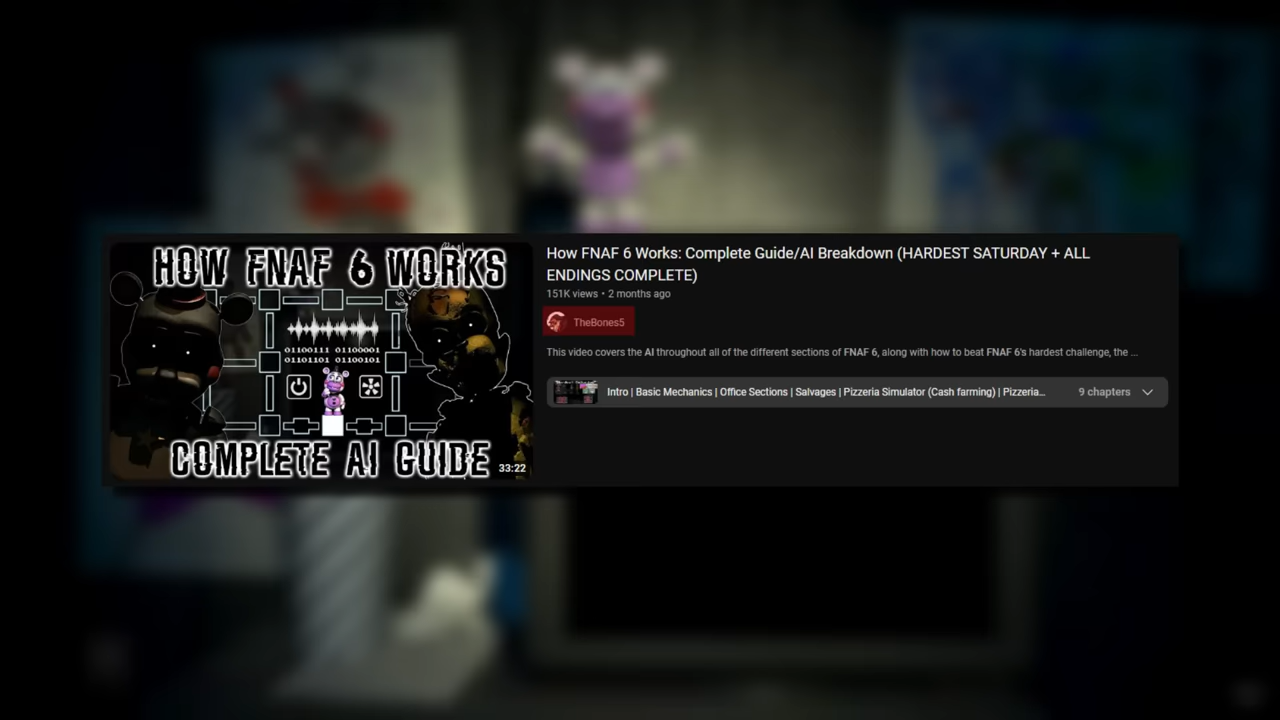 HOW FNAF 6 WORKS
01100111 01100001
01101101 01100101
COMPLETE AI GUIDE
33:22
How FNAF 6 Works: Complete Guide/AI Breakdown (HARDEST SATURDAY + ALL
ENDINGS COMPLETE)
151K views • 2 months ago
TheBones5
This video covers the AI throughout all of the different sections of FNAF 6, along with how to beat FNAF 6's hardest challenge, the ...
Intro | Basic Mechanics | Office Sections | Salvages | Pizzeria Simulator (Cash farming) | Pizzeria...
9 chapters